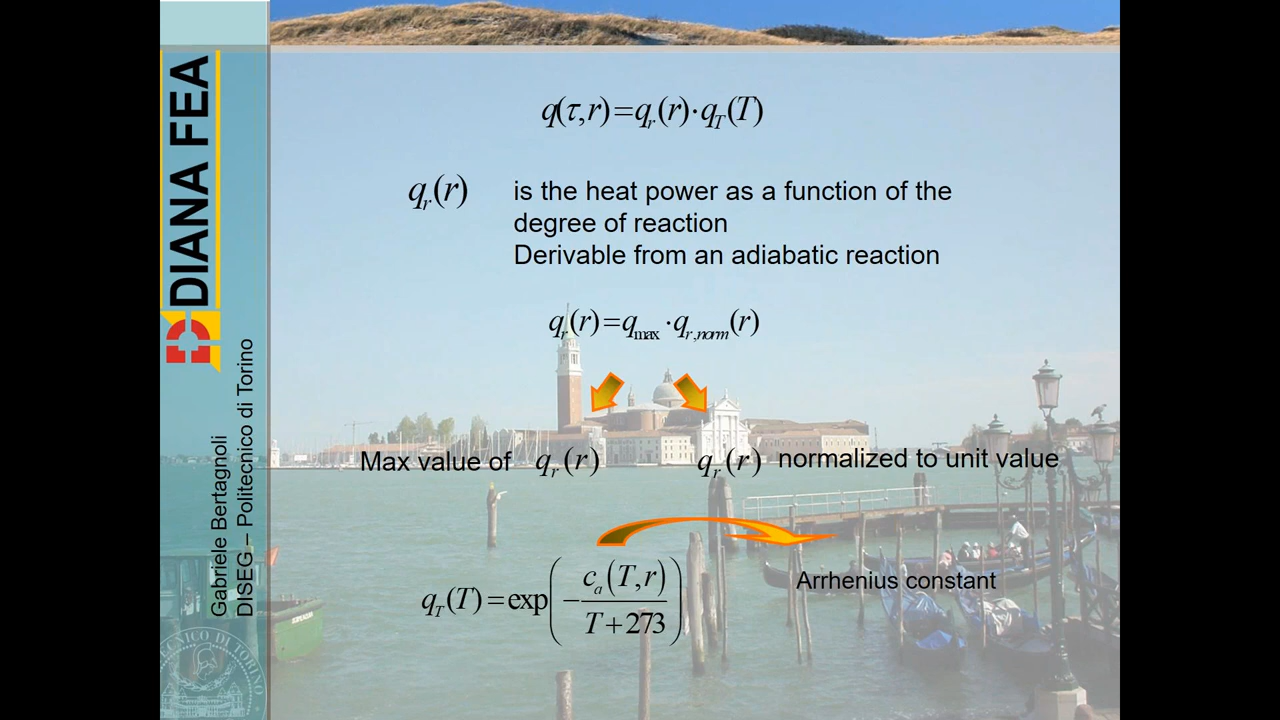 DIANA FEA
Gabriele Bertagnoli
DISEG – Politecnico di Torino
q(τ,r)=q_r(r)·q_T(T)
q_r(r) is the heat power as a function of the
degree of reaction
Derivable from an adiabatic reaction
q_r(r)=q_max·q_r,norm(r)
Max value of q_r(r)
q_r(r) normalized to unit value
q_T(T)=exp(−c_a(T,r)/(T+273))
Arrhenius constant